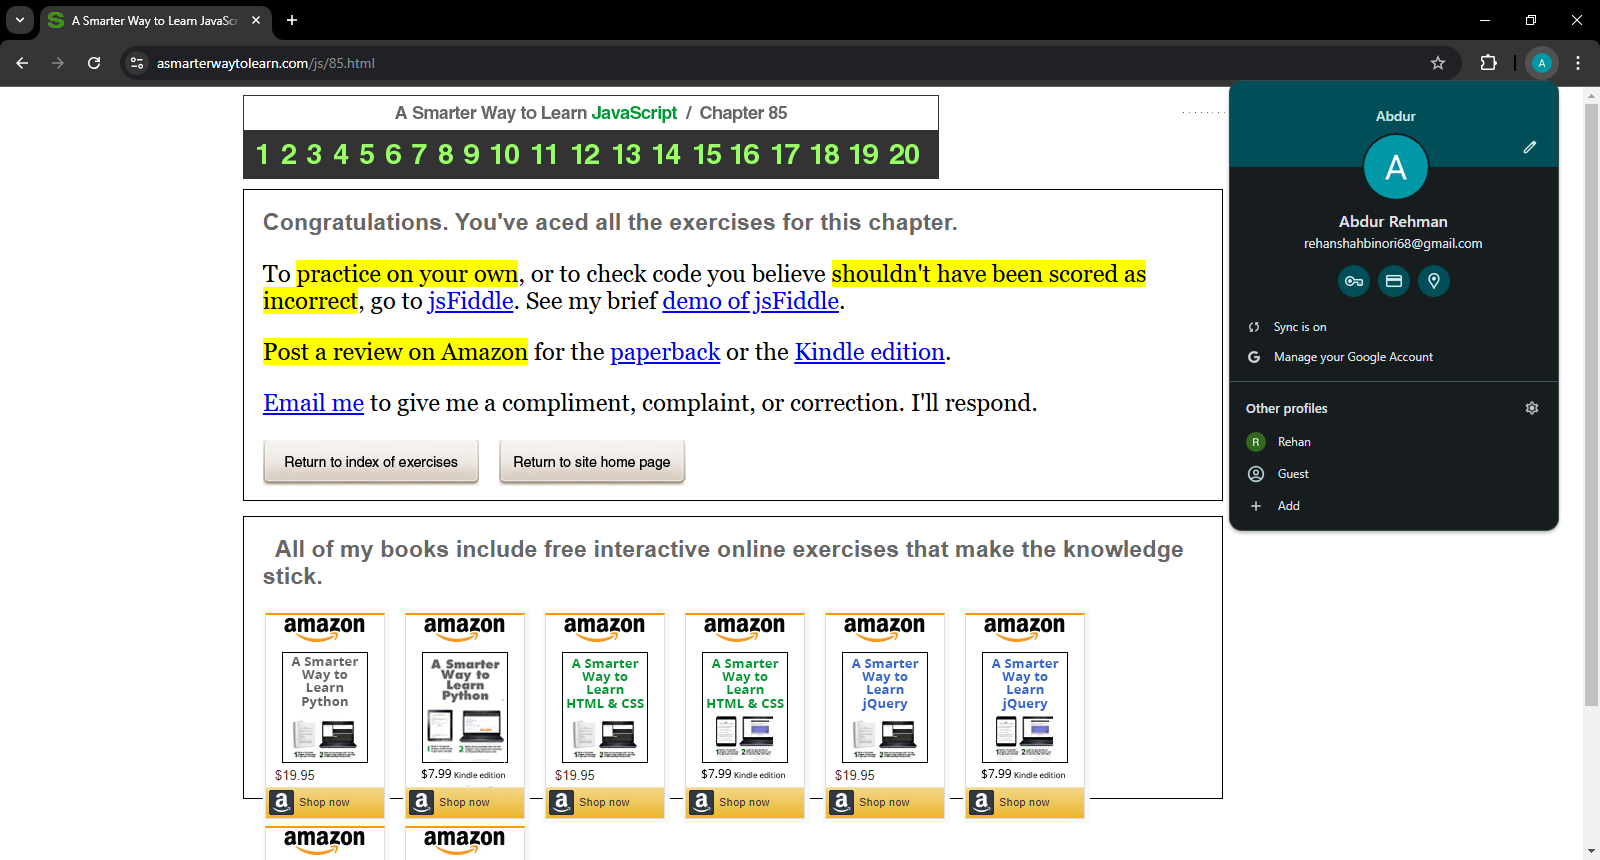 A Smarter Way to Learn JavaSc
asmarterwaytolearn.com/js/85.html
A
A Smarter Way to Learn JavaScript / Chapter 85
1 2 3 4 5 6 7 8 9 10 11 12 13 14 15 16 17 18 19 20
Congratulations. You've aced all the exercises for this chapter.
To practice on your own, or to check code you believe shouldn't have been scored as
incorrect, go to jsFiddle. See my brief demo of jsFiddle.
Post a review on Amazon for the paperback or the Kindle edition.
Email me to give me a compliment, complaint, or correction. I'll respond.
Return to index of exercises
Return to site home page
Abdur
A
Abdur Rehman
rehanshahbinori68@gmail.com
Sync is on
G
Manage your Google Account
Other profiles
R
Rehan
Guest
Add
All of my books include free interactive online exercises that make the knowledge
stick.
amazon
A Smarter
Way to
Learn
Python
$19.95
a
Shop now
amazon
A Smarter
Way to
Learn
Python
$7.99 Kindle edition
a
Shop now
amazon
A Smarter
Way to
Learn
HTML & CSS
$19.95
a
Shop now
amazon
A Smarter
Way to
Learn
HTML & CSS
$7.99 Kindle edition
a
Shop now
amazon
A Smarter
Way to
Learn
jQuery
$19.95
a
Shop now
amazon
A Smarter
Way to
Learn
jQuery
$7.99 Kindle edition
a
Shop now
amazon
amazon